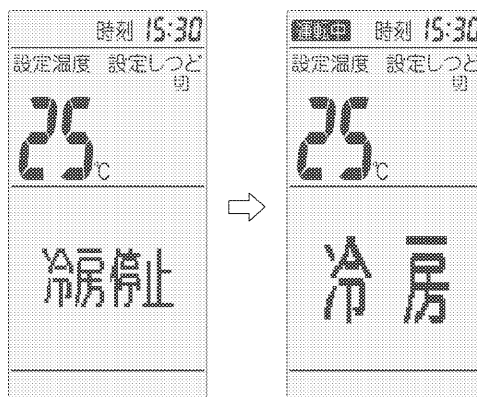 時刻 15:30
設定温度 設定しつど
切
25℃
冷房停止
運転中 時刻 15:30
設定温度 設定しつど
切
25℃
冷房